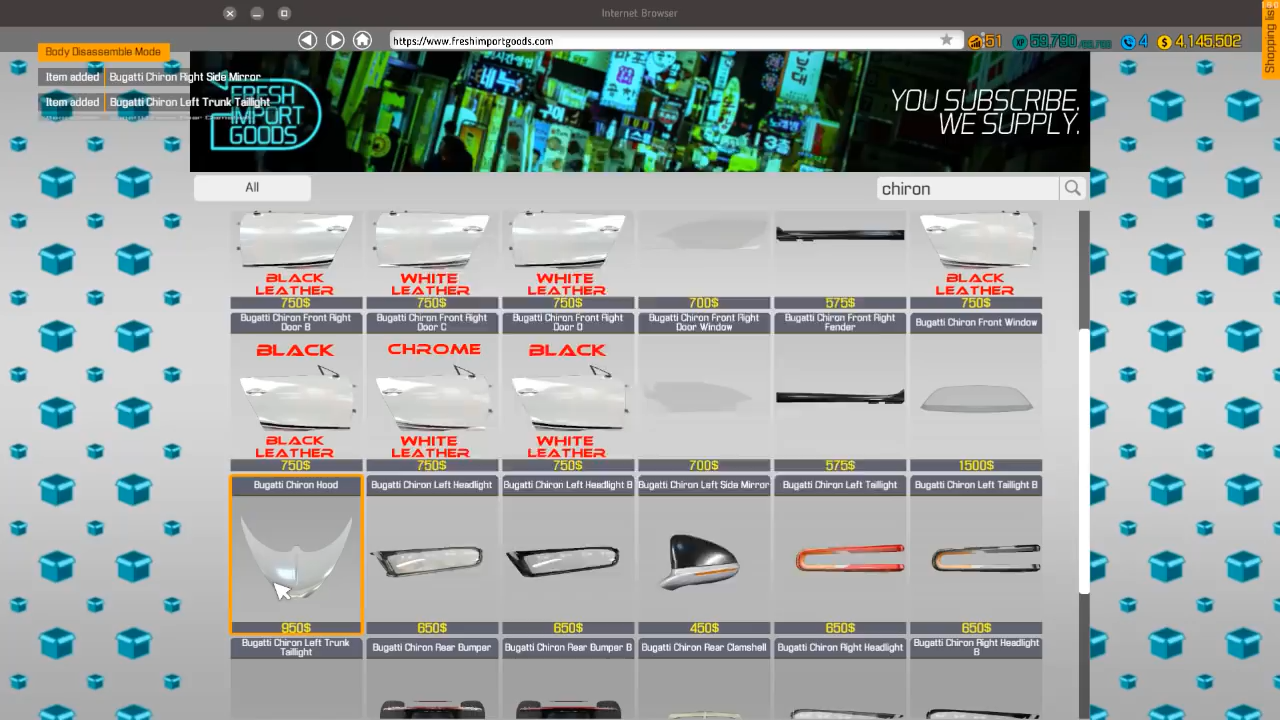 Internet Browser
Shopping list
https://www.freshimportgoods.com
51
4
4,145,502
Body Disassemble Mode
Item added Bugatti Chiron Right Side Mirror
Item added Bugatti Chiron Left Trunk Taillight
FRESH
IMPORT
GOODS
YOU SUBSCRIBE,
WE SUPPLY.
All
chiron
BLACK
LEATHER
WHITE
LEATHER
WHITE
LEATHER
BLACK
LEATHER
750$
750$
750$
700$
575$
750$
Bugatti Chiron Front Right
Door B
Bugatti Chiron Front Right
Door C
Bugatti Chiron Front Right
Door D
Bugatti Chiron Front Right
Door Window
Bugatti Chiron Front Right
Fender
Bugatti Chiron Front Window
BLACK
CHROME
BLACK
BLACK
LEATHER
WHITE
LEATHER
WHITE
LEATHER
750$
750$
750$
700$
575$
1500$
Bugatti Chiron Hood
Bugatti Chiron Left Headlight
Bugatti Chiron Left Headlight B
Bugatti Chiron Left Side Mirror
Bugatti Chiron Left Taillight
Bugatti Chiron Left Taillight B
950$
650$
650$
450$
650$
650$
Bugatti Chiron Left Trunk
Taillight
Bugatti Chiron Rear Bumper
Bugatti Chiron Rear Bumper B
Bugatti Chiron Rear Clamshell
Bugatti Chiron Right Headlight
Bugatti Chiron Right Headlight
B